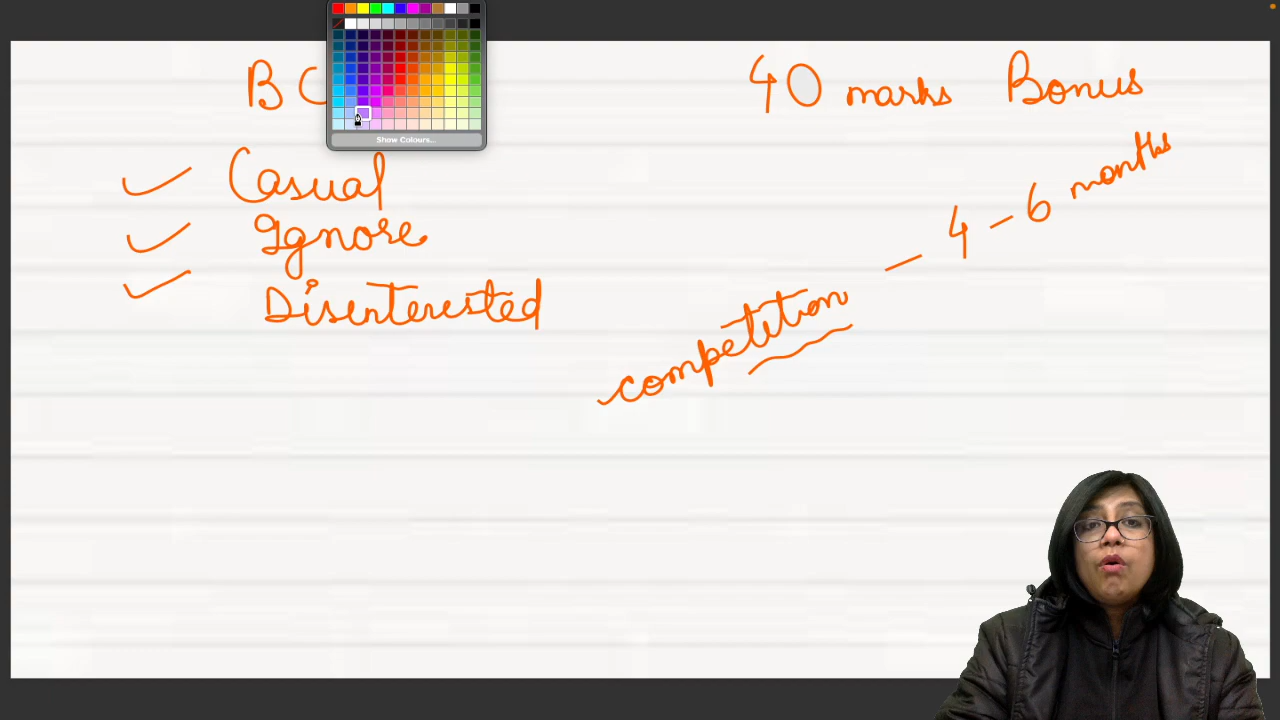 B C
40 marks Bonus
Show Colours...
Casual
Ignore
Disinterested
competition - 4 - 6 months